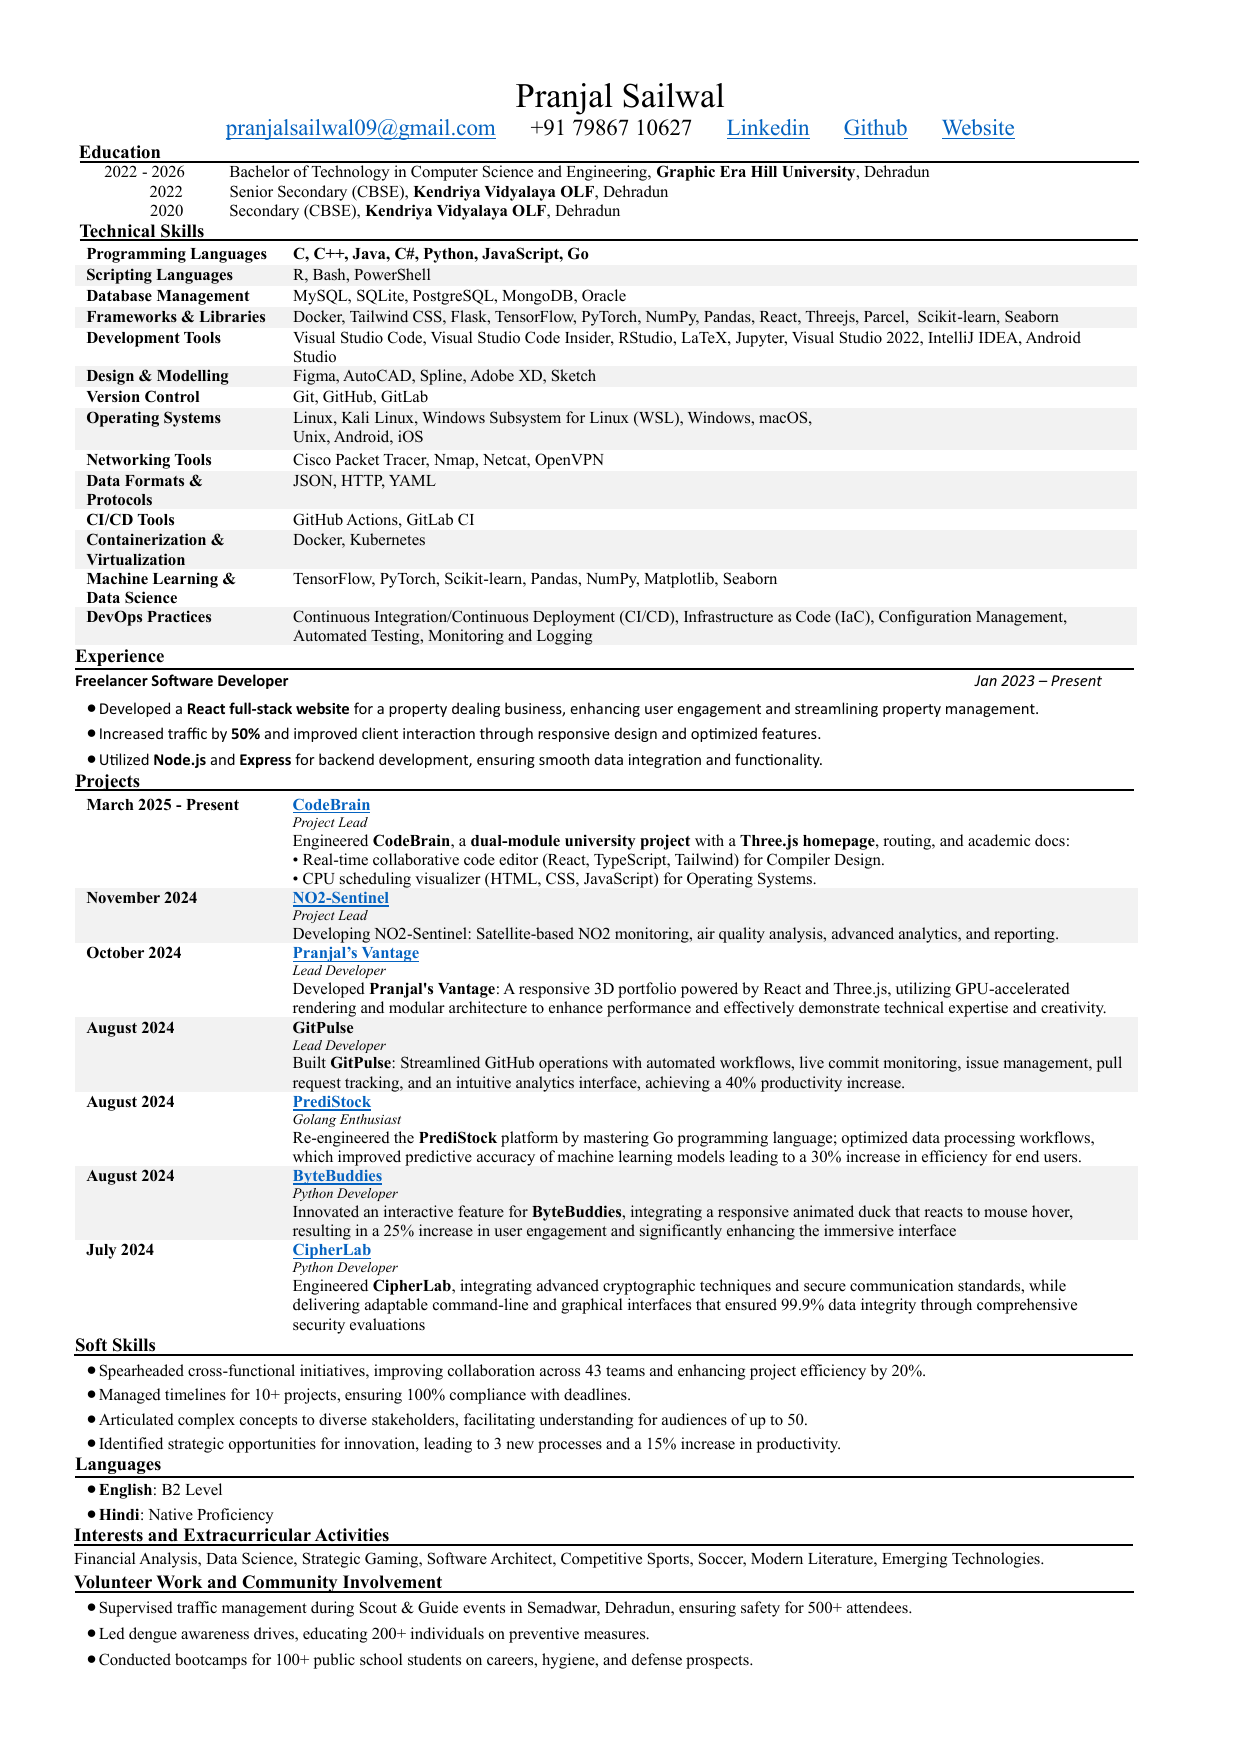 Pranjal Sailwal
pranjalsailwal09@gmail.com +91 79867 10627 Linkedin Github Website
Education
2022 - 2026 Bachelor of Technology in Computer Science and Engineering, Graphic Era Hill University, Dehradun
2022 Senior Secondary (CBSE), Kendriya Vidyalaya OLF, Dehradun
2020 Secondary (CBSE), Kendriya Vidyalaya OLF, Dehradun
Technical Skills
Programming Languages C, C++, Java, C#, Python, JavaScript, Go
Scripting Languages R, Bash, PowerShell
Database Management MySQL, SQLite, PostgreSQL, MongoDB, Oracle
Frameworks & Libraries Docker, Tailwind CSS, Flask, TensorFlow, PyTorch, NumPy, Pandas, React, Threejs, Parcel, Scikit-learn, Seaborn
Development Tools Visual Studio Code, Visual Studio Code Insider, RStudio, LaTeX, Jupyter, Visual Studio 2022, IntelliJ IDEA, Android
Studio
Design & Modelling Figma, AutoCAD, Spline, Adobe XD, Sketch
Version Control Git, GitHub, GitLab
Operating Systems Linux, Kali Linux, Windows Subsystem for Linux (WSL), Windows, macOS,
Unix, Android, iOS
Networking Tools Cisco Packet Tracer, Nmap, Netcat, OpenVPN
Data Formats & JSON, HTTP, YAML
Protocols
CI/CD Tools GitHub Actions, GitLab CI
Containerization & Docker, Kubernetes
Virtualization
Machine Learning & TensorFlow, PyTorch, Scikit-learn, Pandas, NumPy, Matplotlib, Seaborn
Data Science
DevOps Practices Continuous Integration/Continuous Deployment (CI/CD), Infrastructure as Code (IaC), Configuration Management,
Automated Testing, Monitoring and Logging
Experience
Freelancer Software Developer Jan 2023 – Present
● Developed a React full-stack website for a property dealing business, enhancing user engagement and streamlining property management.
● Increased traffic by 50% and improved client interaction through responsive design and optimized features.
● Utilized Node.js and Express for backend development, ensuring smooth data integration and functionality.
Projects
March 2025 - Present CodeBrain
Project Lead
Engineered CodeBrain, a dual-module university project with a Three.js homepage, routing, and academic docs:
• Real-time collaborative code editor (React, TypeScript, Tailwind) for Compiler Design.
• CPU scheduling visualizer (HTML, CSS, JavaScript) for Operating Systems.
November 2024 NO2-Sentinel
Project Lead
Developing NO2-Sentinel: Satellite-based NO2 monitoring, air quality analysis, advanced analytics, and reporting.
October 2024 Pranjal’s Vantage
Lead Developer
Developed Pranjal's Vantage: A responsive 3D portfolio powered by React and Three.js, utilizing GPU-accelerated
rendering and modular architecture to enhance performance and effectively demonstrate technical expertise and creativity.
August 2024 GitPulse
Lead Developer
Built GitPulse: Streamlined GitHub operations with automated workflows, live commit monitoring, issue management, pull
request tracking, and an intuitive analytics interface, achieving a 40% productivity increase.
August 2024 PrediStock
Golang Enthusiast
Re-engineered the PrediStock platform by mastering Go programming language; optimized data processing workflows,
which improved predictive accuracy of machine learning models leading to a 30% increase in efficiency for end users.
August 2024 ByteBuddies
Python Developer
Innovated an interactive feature for ByteBuddies, integrating a responsive animated duck that reacts to mouse hover,
resulting in a 25% increase in user engagement and significantly enhancing the immersive interface
July 2024 CipherLab
Python Developer
Engineered CipherLab, integrating advanced cryptographic techniques and secure communication standards, while
delivering adaptable command-line and graphical interfaces that ensured 99.9% data integrity through comprehensive
security evaluations
Soft Skills
● Spearheaded cross-functional initiatives, improving collaboration across 43 teams and enhancing project efficiency by 20%.
● Managed timelines for 10+ projects, ensuring 100% compliance with deadlines.
● Articulated complex concepts to diverse stakeholders, facilitating understanding for audiences of up to 50.
● Identified strategic opportunities for innovation, leading to 3 new processes and a 15% increase in productivity.
Languages
● English: B2 Level
● Hindi: Native Proficiency
Interests and Extracurricular Activities
Financial Analysis, Data Science, Strategic Gaming, Software Architect, Competitive Sports, Soccer, Modern Literature, Emerging Technologies.
Volunteer Work and Community Involvement
● Supervised traffic management during Scout & Guide events in Semadwar, Dehradun, ensuring safety for 500+ attendees.
● Led dengue awareness drives, educating 200+ individuals on preventive measures.
● Conducted bootcamps for 100+ public school students on careers, hygiene, and defense prospects.